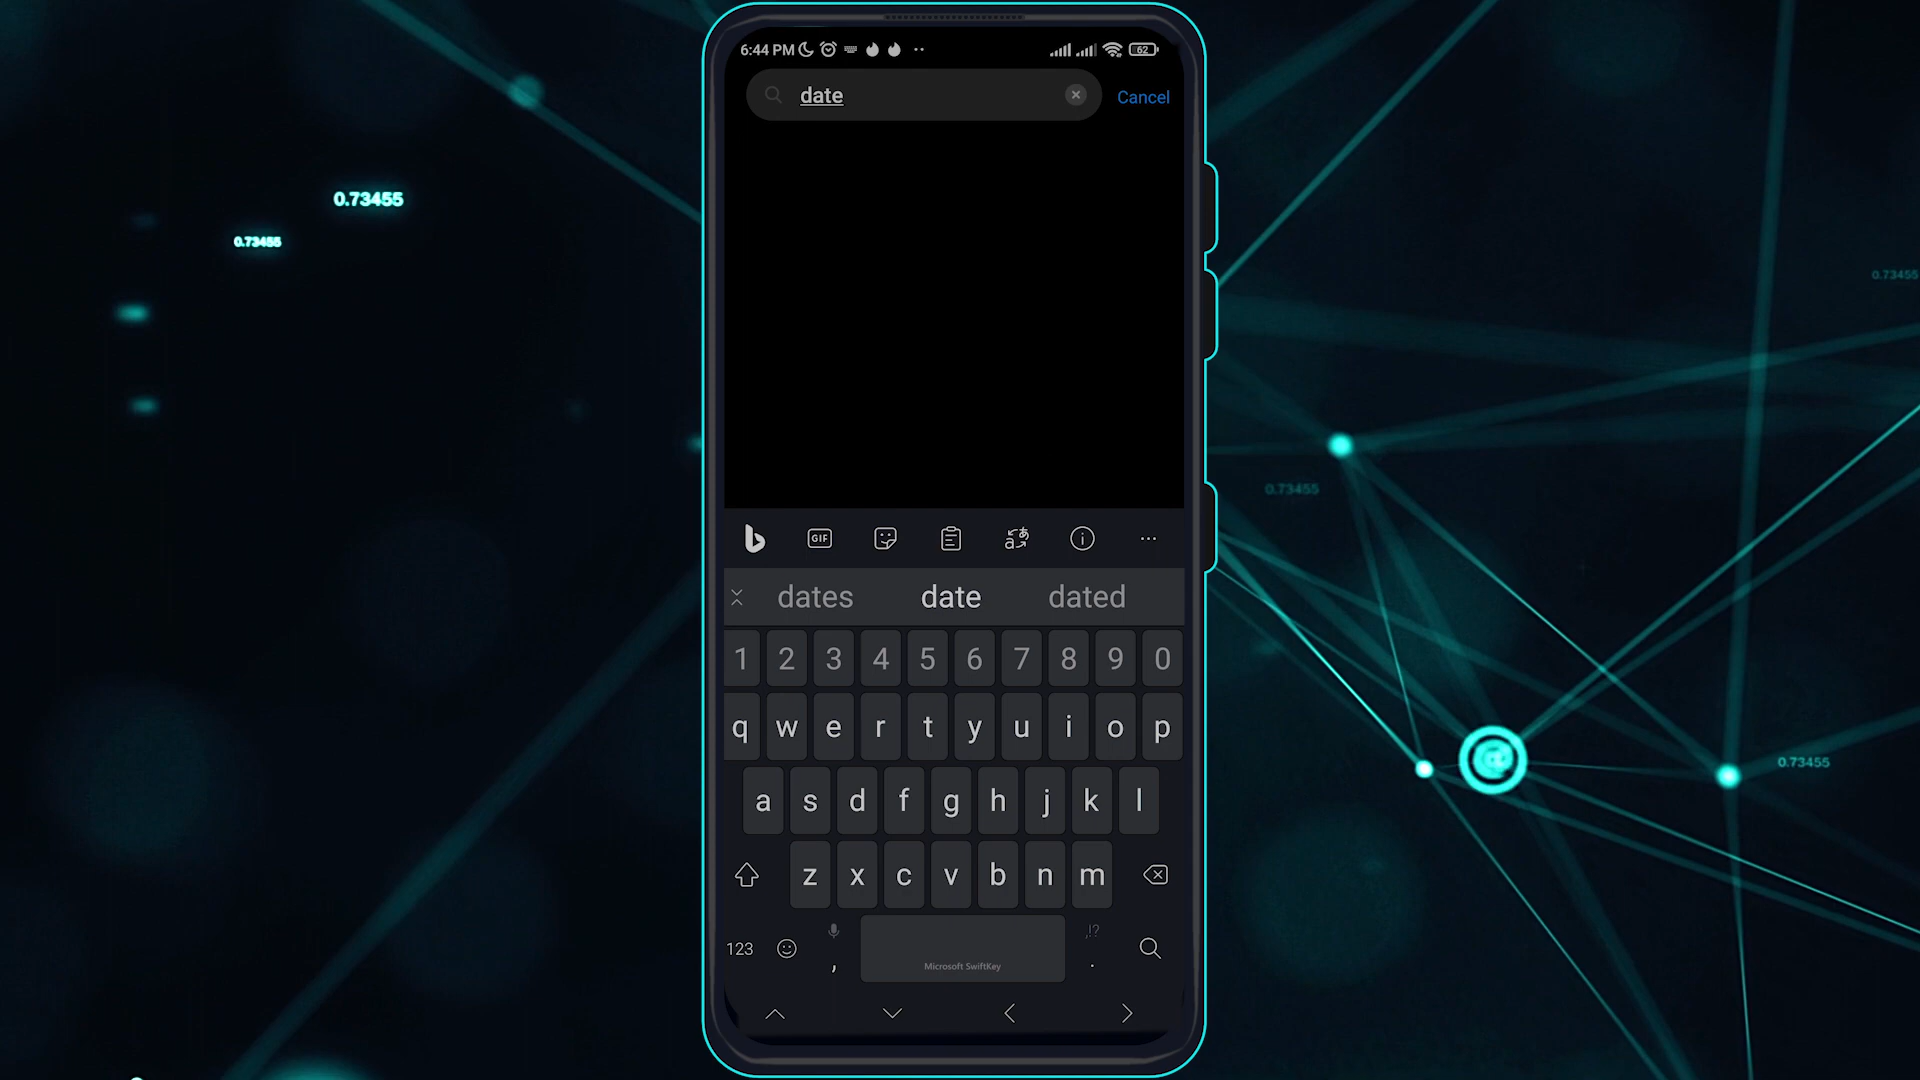 6:44 PM 62
date
Cancel
0.73455
0.73455
0.73455
0.73455
0.73455
GIF
dates date dated
1 2 3 4 5 6 7 8 9 0
q w e r t y u i o p
a s d f g h j k l
z x c v b n m
123 , ,!? .
Microsoft SwiftKey